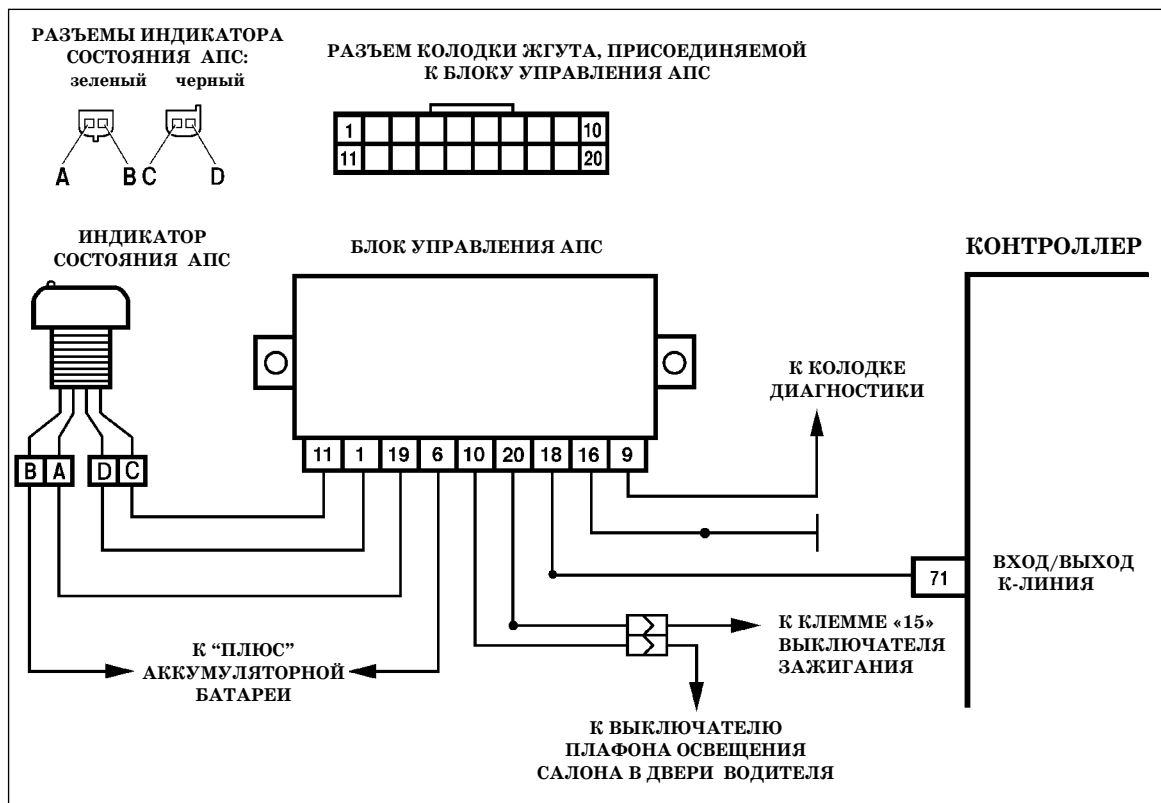 РАЗЪЕМЫ ИНДИКАТОРА
СОСТОЯНИЯ АПС:
зеленый черный
A B C D
РАЗЪЕМ КОЛОДКИ ЖГУТА, ПРИСОЕДИНЯЕМОЙ
К БЛОКУ УПРАВЛЕНИЯ АПС
1 10
11 20
ИНДИКАТОР
СОСТОЯНИЯ АПС
БЛОК УПРАВЛЕНИЯ АПС
КОНТРОЛЛЕР
К КОЛОДКЕ
ДИАГНОСТИКИ
B A D C
11 1 19 6 10 20 18 16 9
71
ВХОД/ВЫХОД
К-ЛИНИЯ
К КЛЕММЕ «15»
ВЫКЛЮЧАТЕЛЯ
ЗАЖИГАНИЯ
К “ПЛЮС”
АККУМУЛЯТОРНОЙ
БАТАРЕИ
К ВЫКЛЮЧАТЕЛЮ
ПЛАФОНА ОСВЕЩЕНИЯ
САЛОНА В ДВЕРИ ВОДИТЕЛЯ